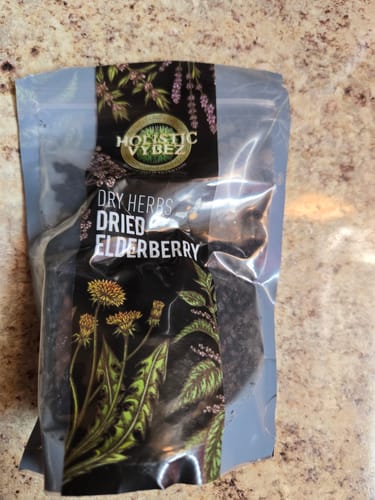 HOLISTIC
VYBEZ
DRY HERBS
DRIED
ELDERBERRY